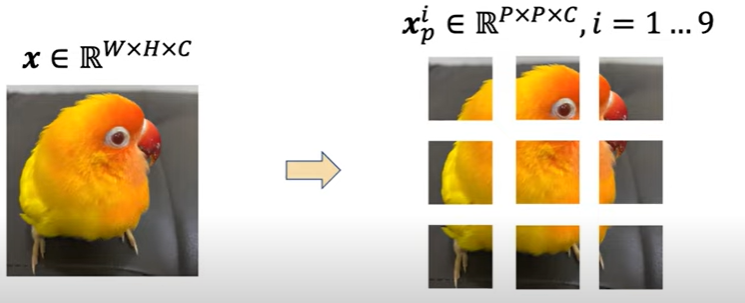 𝒙 ∈ ℝ^{W×H×C}
𝒙_p^i ∈ ℝ^{P×P×C}, i = 1 … 9